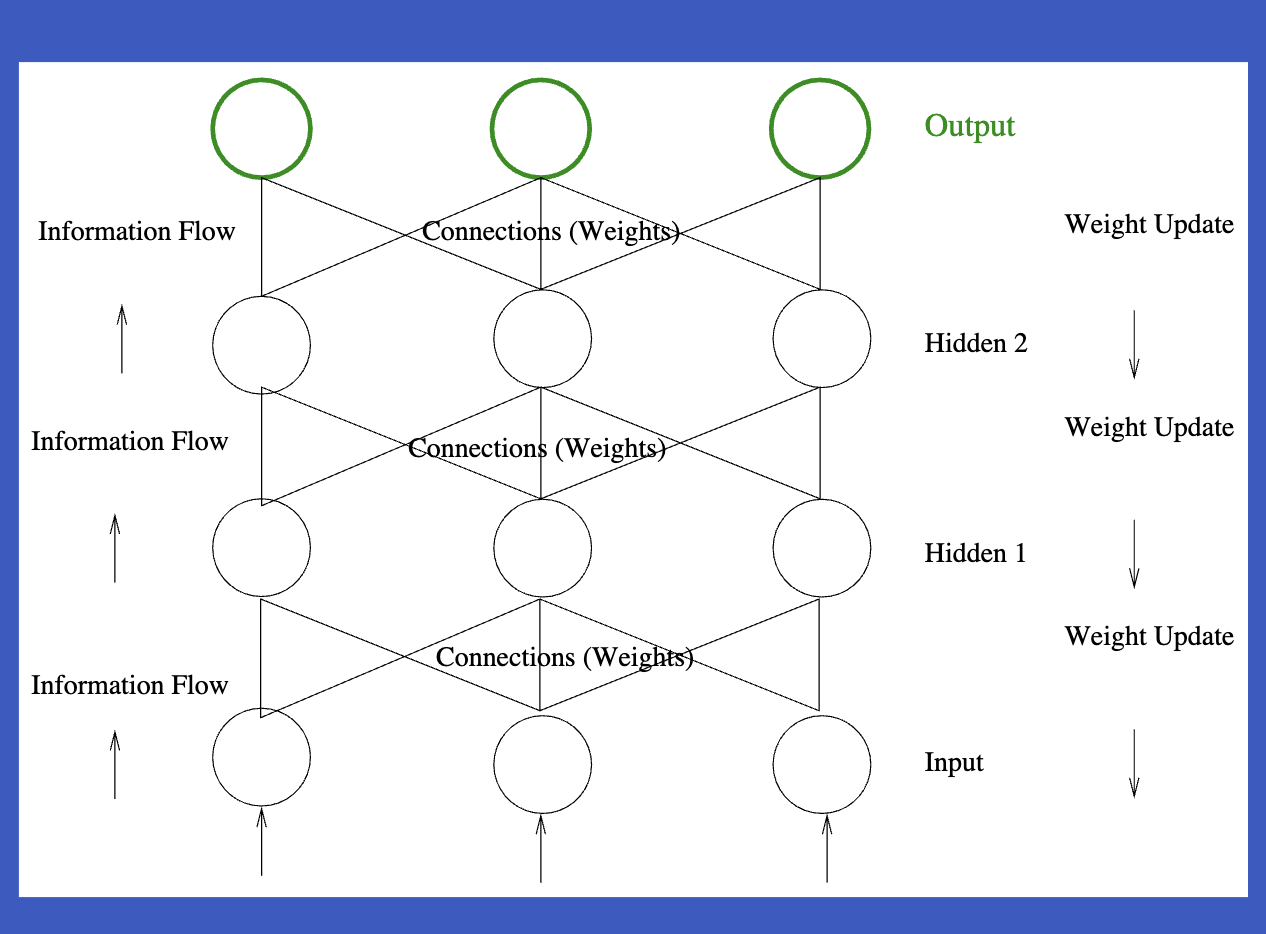 Output
Information Flow
Connections (Weights)
Weight Update
Hidden 2
Information Flow
Connections (Weights)
Weight Update
Hidden 1
Information Flow
Connections (Weights)
Weight Update
Input